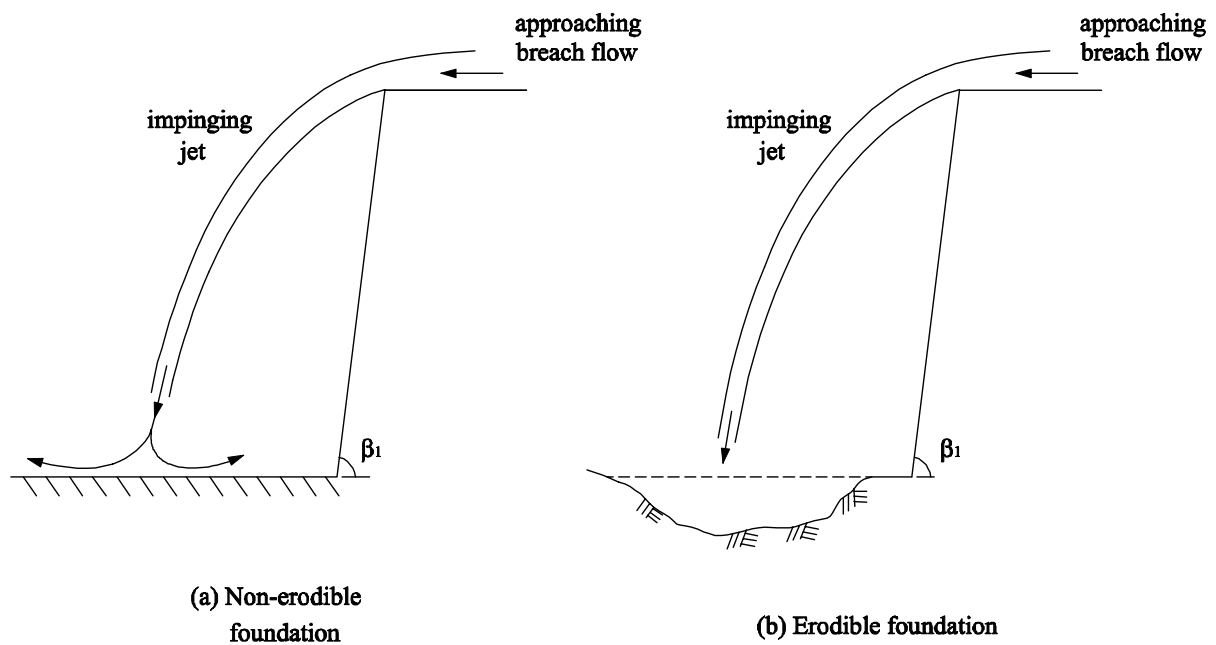 approaching
breach flow
impinging
jet
β1
(a) Non-erodible
foundation
approaching
breach flow
impinging
jet
β1
(b) Erodible foundation